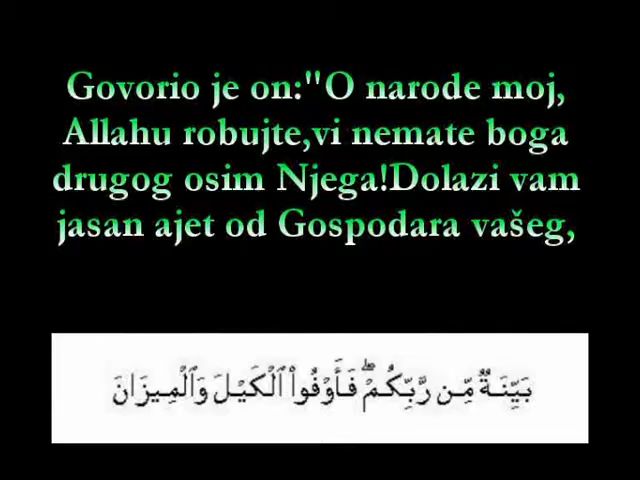 Govorio je on:"O narode moj,
Allahu robujte,vi nemate boga
drugog osim Njega!Dolazi vam
jasan ajet od Gospodara vašeg,
بَيِّنَةٌ مِّن رَّبِّكُمْ ۖ فَأَوْفُوا۟ ٱلْكَيْلَ وَٱلْمِيزَانَ